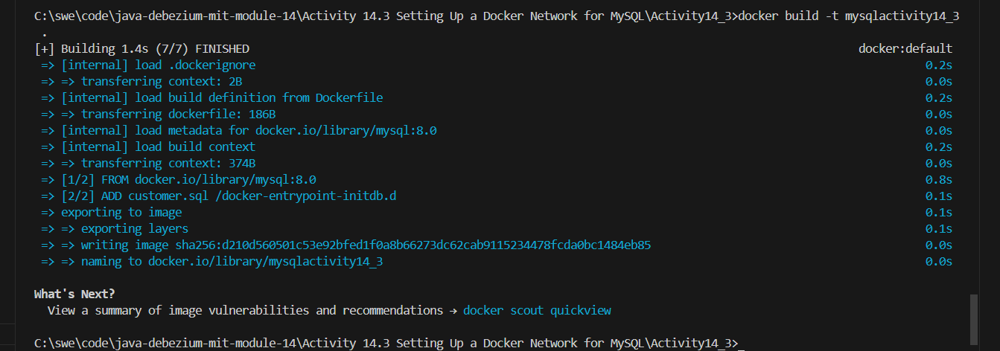 C:\swe\code\java-debezium-mit-module-14\Activity 14.3 Setting Up a Docker Network for MySQL\Activity14_3>docker build -t mysqlactivity14_3
.
[+] Building 1.4s (7/7) FINISHED docker:default
=> [internal] load .dockerignore 0.2s
=> => transferring context: 2B 0.0s
=> [internal] load build definition from Dockerfile 0.2s
=> => transferring dockerfile: 186B 0.0s
=> [internal] load metadata for docker.io/library/mysql:8.0 0.0s
=> [internal] load build context 0.2s
=> => transferring context: 374B 0.0s
=> [1/2] FROM docker.io/library/mysql:8.0 0.8s
=> [2/2] ADD customer.sql /docker-entrypoint-initdb.d 0.1s
=> exporting to image 0.1s
=> => exporting layers 0.1s
=> => writing image sha256:d210d560501c53e92bfed1f0a8b66273dc62cab9115234478fcda0bc1484eb85 0.0s
=> => naming to docker.io/library/mysqlactivity14_3 0.0s
What's Next?
View a summary of image vulnerabilities and recommendations → docker scout quickview
C:\swe\code\java-debezium-mit-module-14\Activity 14.3 Setting Up a Docker Network for MySQL\Activity14_3>